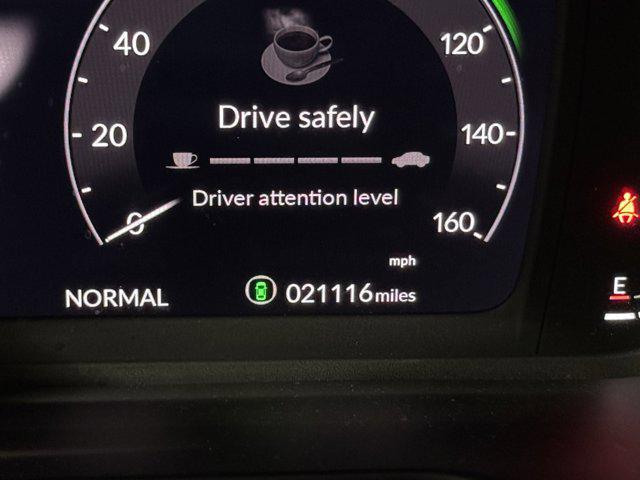 40
120
Drive safely
20
140
Driver attention level
0
160
mph
E
NORMAL
021116 miles